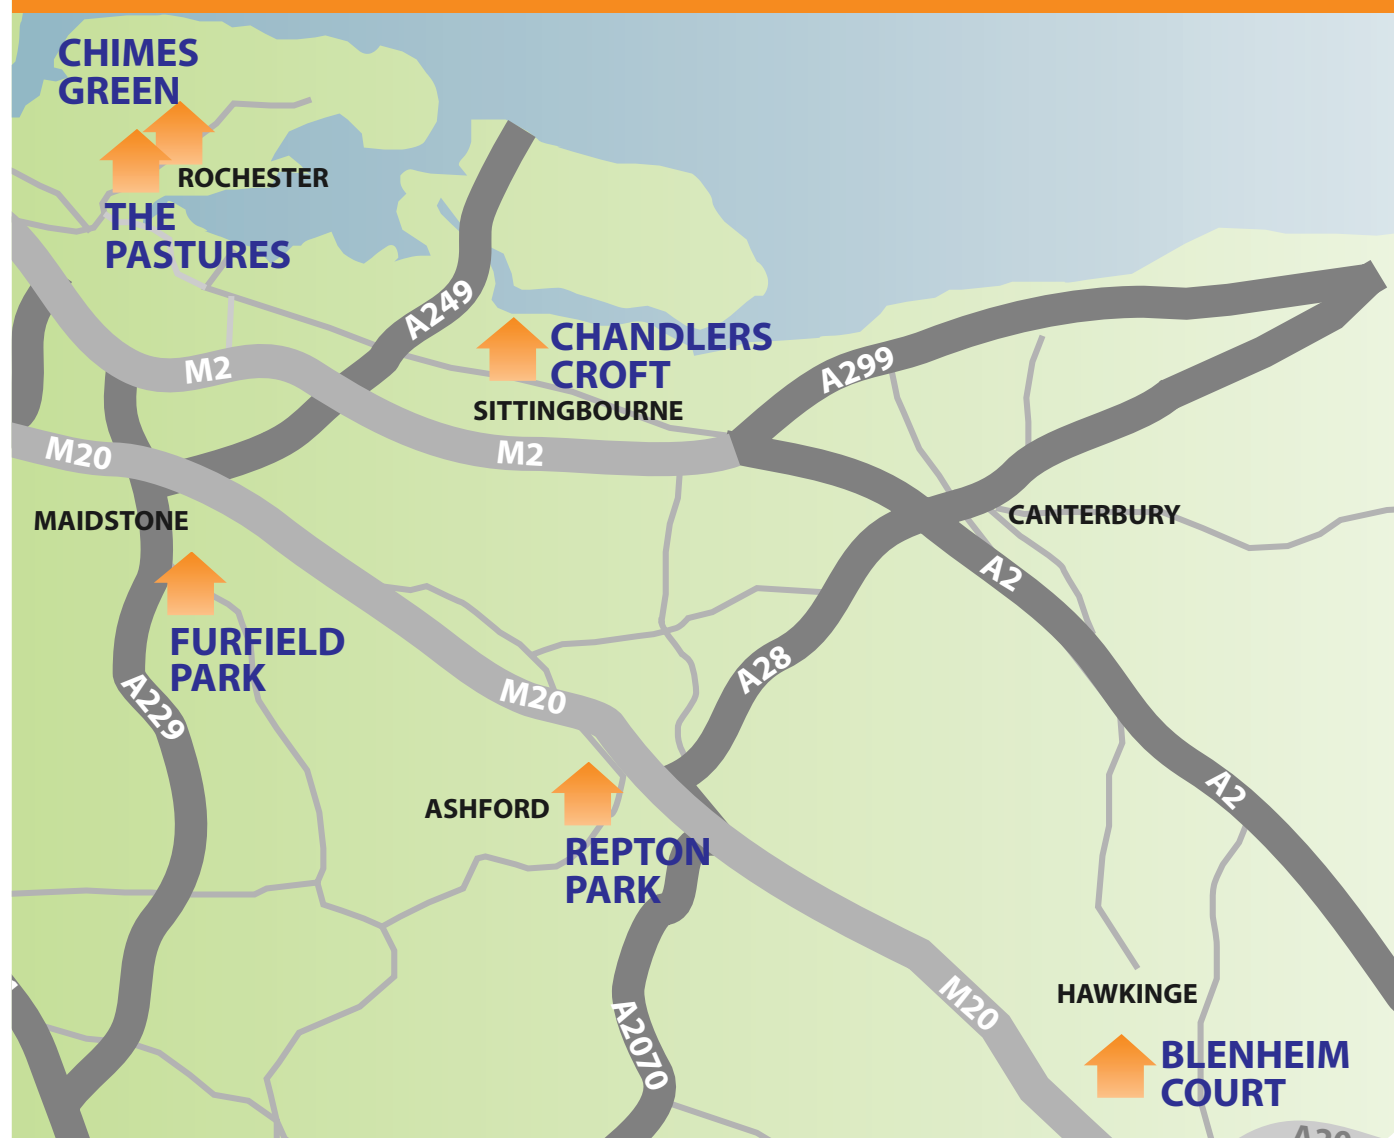 CHIMES
GREEN
ROCHESTER
THE
PASTURES
A249
CHANDLERS
CROFT
SITTINGBOURNE
M2
M2
A299
M20
MAIDSTONE
CANTERBURY
A2
FURFIELD
PARK
A229
M20
A28
A2
ASHFORD
REPTON
PARK
HAWKINGE
M20
A2070
BLENHEIM
COURT